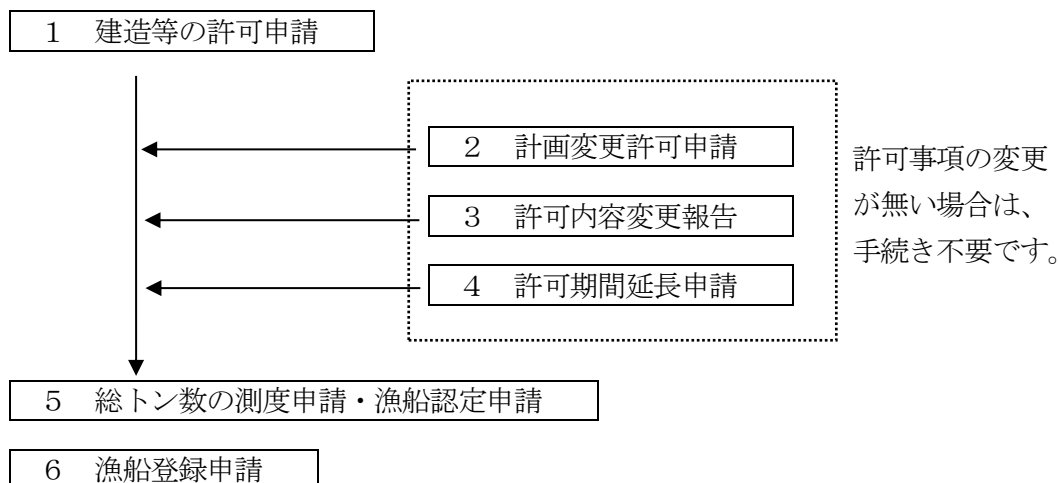 １　建造等の許可申請
２　計画変更許可申請
３　許可内容変更報告
４　許可期間延長申請
許可事項の変更
が無い場合は、
手続き不要です。
５　総トン数の測度申請・漁船認定申請
６　漁船登録申請